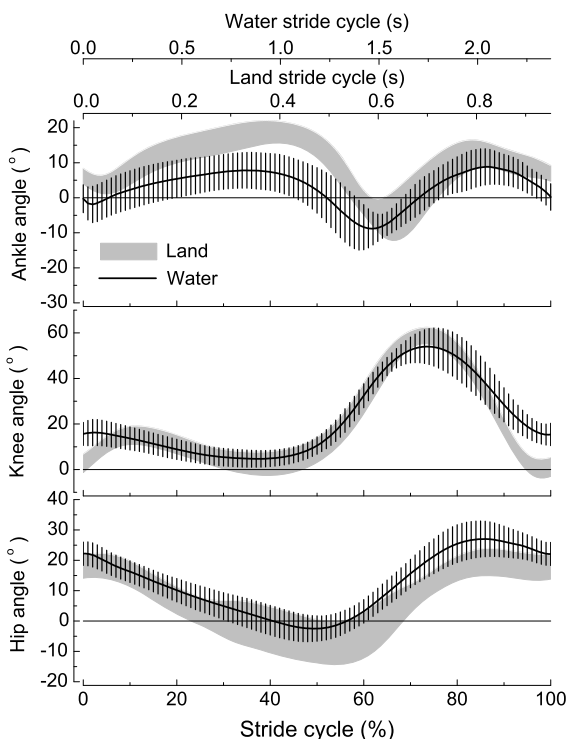 Water stride cycle (s)
0.0 0.5 1.0 1.5 2.0
Land stride cycle (s)
0.0 0.2 0.4 0.6 0.8
Ankle angle (°)
20
10
0
-10
-20
-30
Land
Water
Knee angle (°)
60
40
20
0
Hip angle (°)
40
30
20
10
0
-10
-20
0 20 40 60 80 100
Stride cycle (%)